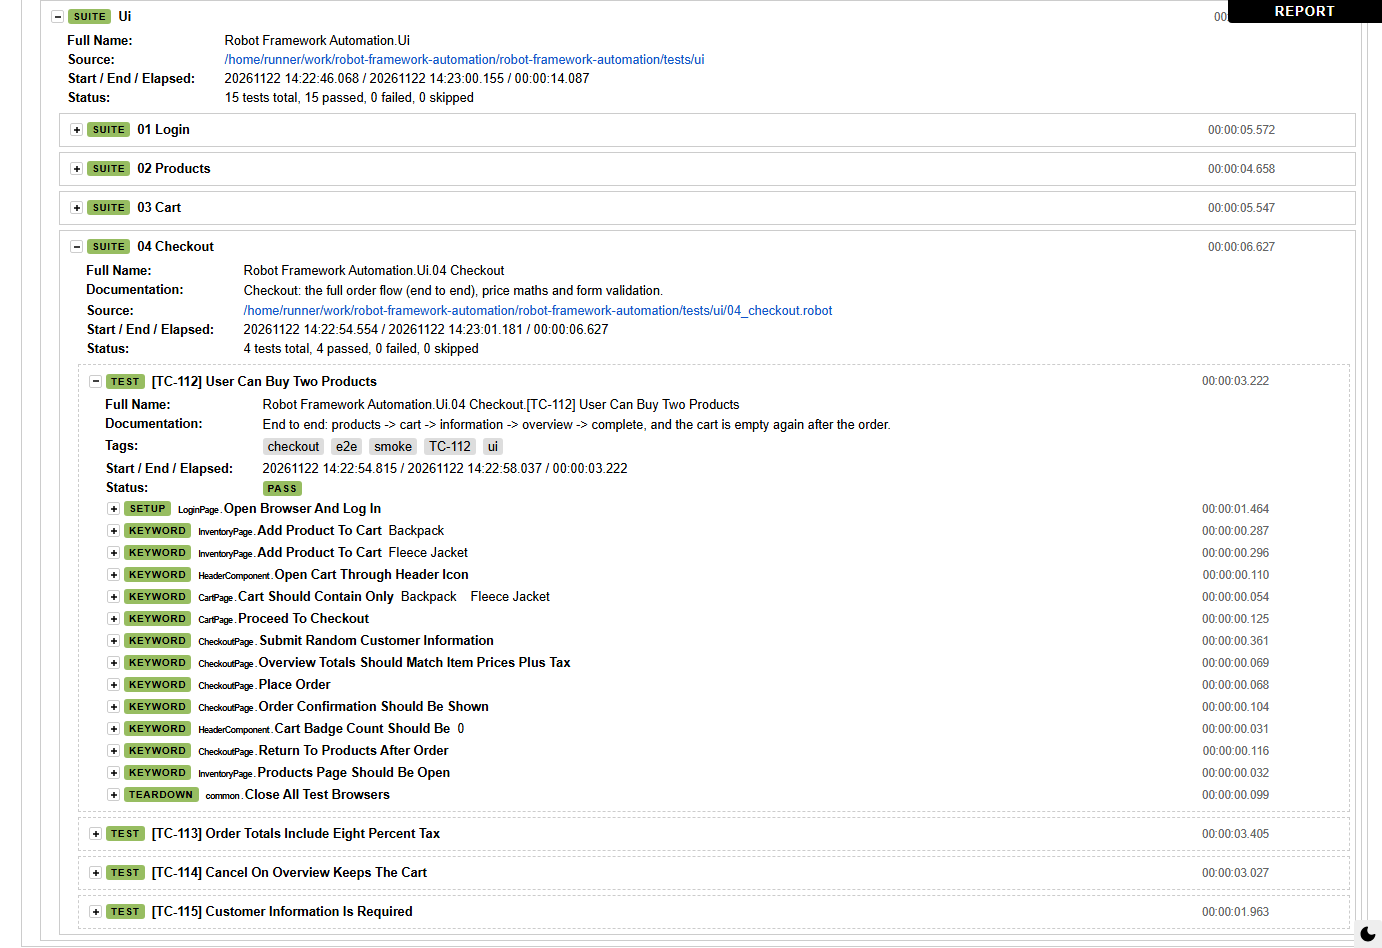 SUITE Ui 00: REPORT
Full Name: Robot Framework Automation.Ui
Source: /home/runner/work/robot-framework-automation/robot-framework-automation/tests/ui
Start / End / Elapsed: 20261122 14:22:46.068 / 20261122 14:23:00.155 / 00:00:14.087
Status: 15 tests total, 15 passed, 0 failed, 0 skipped
SUITE 01 Login 00:00:05.572
SUITE 02 Products 00:00:04.658
SUITE 03 Cart 00:00:05.547
SUITE 04 Checkout 00:00:06.627
Full Name: Robot Framework Automation.Ui.04 Checkout
Documentation: Checkout: the full order flow (end to end), price maths and form validation.
Source: /home/runner/work/robot-framework-automation/robot-framework-automation/tests/ui/04_checkout.robot
Start / End / Elapsed: 20261122 14:22:54.554 / 20261122 14:23:01.181 / 00:00:06.627
Status: 4 tests total, 4 passed, 0 failed, 0 skipped
TEST [TC-112] User Can Buy Two Products 00:00:03.222
Full Name: Robot Framework Automation.Ui.04 Checkout.[TC-112] User Can Buy Two Products
Documentation: End to end: products -> cart -> information -> overview -> complete, and the cart is empty again after the order.
Tags: checkout e2e smoke TC-112 ui
Start / End / Elapsed: 20261122 14:22:54.815 / 20261122 14:22:58.037 / 00:00:03.222
Status: PASS
SETUP LoginPage.Open Browser And Log In 00:00:01.464
KEYWORD InventoryPage.Add Product To Cart Backpack 00:00:00.287
KEYWORD InventoryPage.Add Product To Cart Fleece Jacket 00:00:00.296
KEYWORD HeaderComponent.Open Cart Through Header Icon 00:00:00.110
KEYWORD CartPage.Cart Should Contain Only Backpack Fleece Jacket 00:00:00.054
KEYWORD CartPage.Proceed To Checkout 00:00:00.125
KEYWORD CheckoutPage.Submit Random Customer Information 00:00:00.361
KEYWORD CheckoutPage.Overview Totals Should Match Item Prices Plus Tax 00:00:00.069
KEYWORD CheckoutPage.Place Order 00:00:00.068
KEYWORD CheckoutPage.Order Confirmation Should Be Shown 00:00:00.104
KEYWORD HeaderComponent.Cart Badge Count Should Be 0 00:00:00.031
KEYWORD CheckoutPage.Return To Products After Order 00:00:00.116
KEYWORD InventoryPage.Products Page Should Be Open 00:00:00.032
TEARDOWN common.Close All Test Browsers 00:00:00.099
TEST [TC-113] Order Totals Include Eight Percent Tax 00:00:03.405
TEST [TC-114] Cancel On Overview Keeps The Cart 00:00:03.027
TEST [TC-115] Customer Information Is Required 00:00:01.963